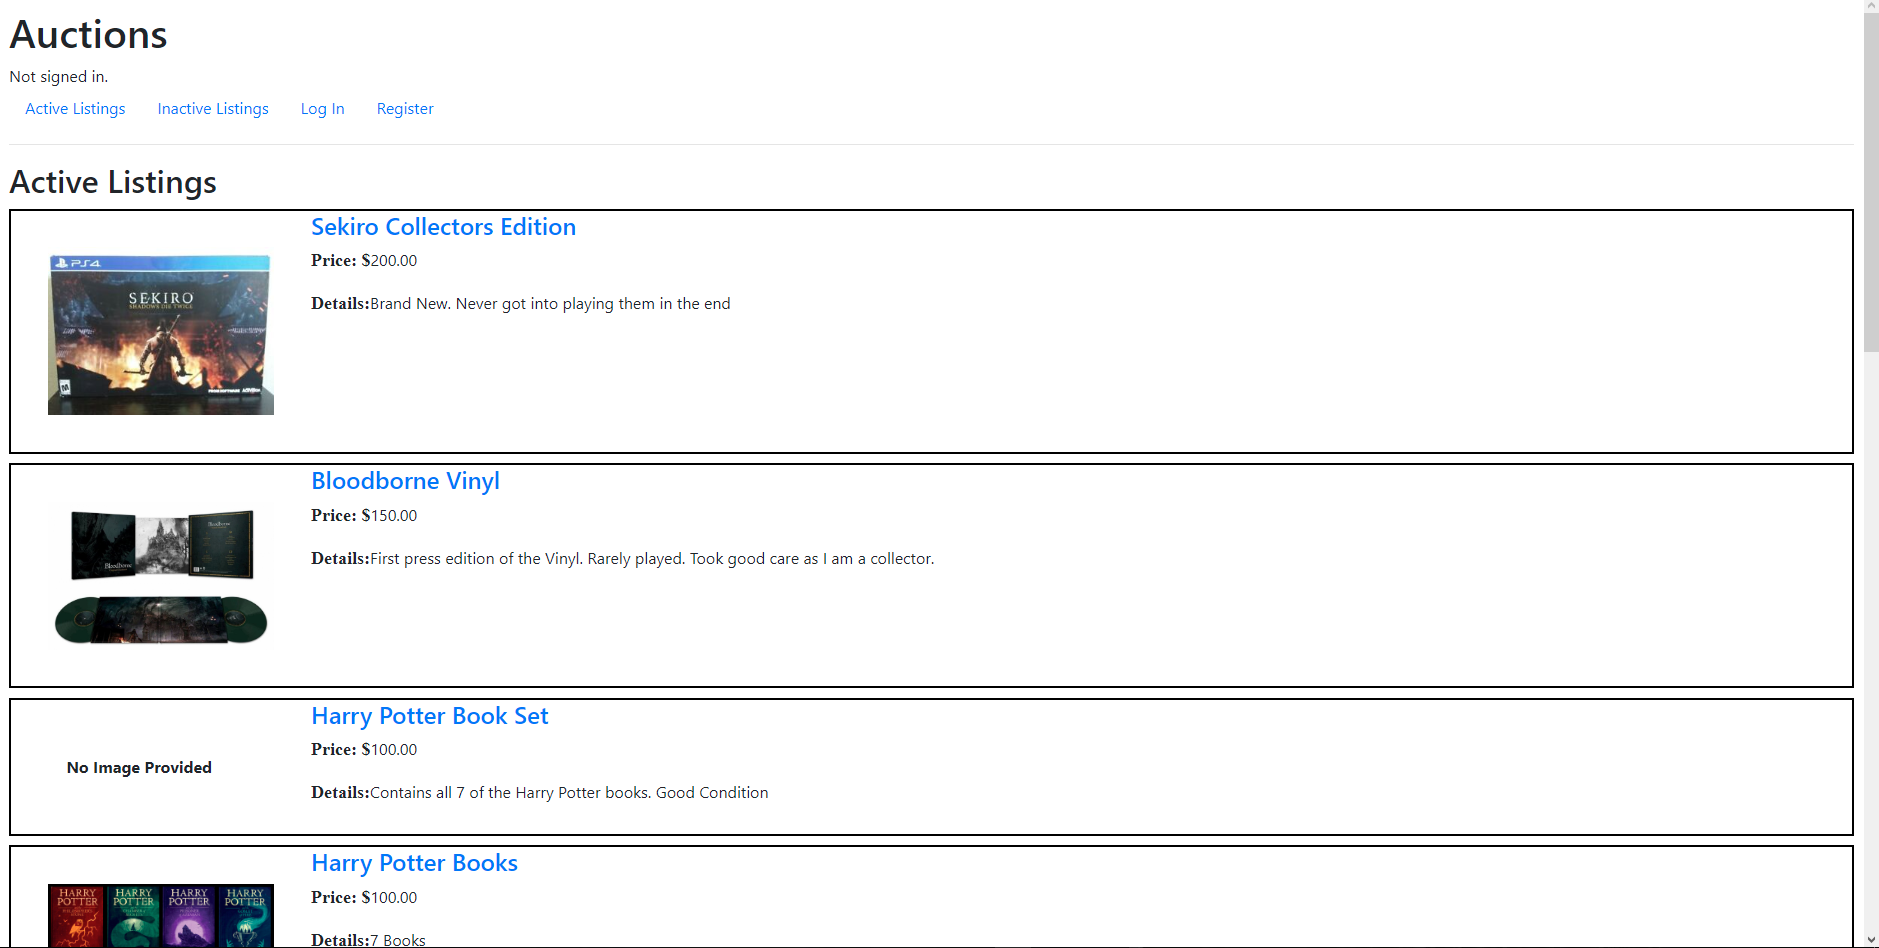 Auctions
Not signed in.
Active Listings Inactive Listings Log In Register
Active Listings
Sekiro Collectors Edition
Price: $200.00
Details:Brand New. Never got into playing them in the end
PS4
SEKIRO
SHADOWS DIE TWICE
M
Bloodborne Vinyl
Price: $150.00
Details:First press edition of the Vinyl. Rarely played. Took good care as I am a collector.
Bloodborne
Bloodborne
Harry Potter Book Set
Price: $100.00
No Image Provided
Details:Contains all 7 of the Harry Potter books. Good Condition
Harry Potter Books
Price: $100.00
Details:7 Books
HARRY POTTER
HARRY POTTER
HARRY POTTER
HARRY POTTER